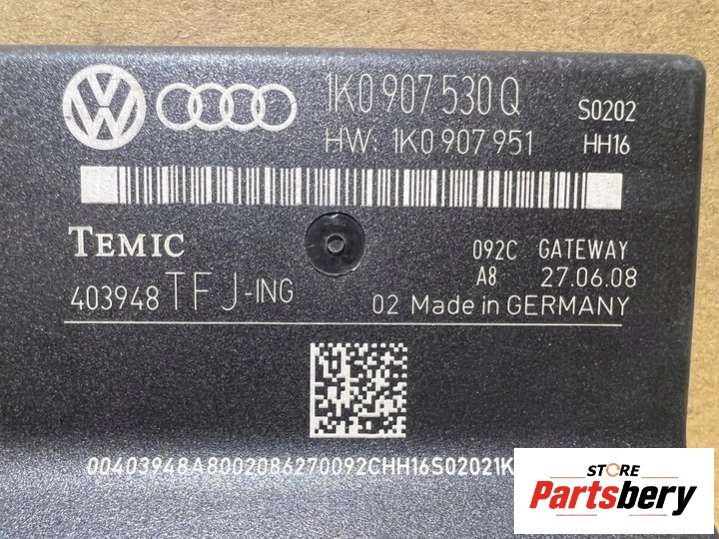 1K0 907 530 Q
S0202
HW: 1K0 907 951
HH16
TEMIC
092C GATEWAY
A8 27.06.08
403948 TFJ-ING
02 Made in GERMANY
00403948A8002086270092CHH16S02021K
STORE
Partsbery